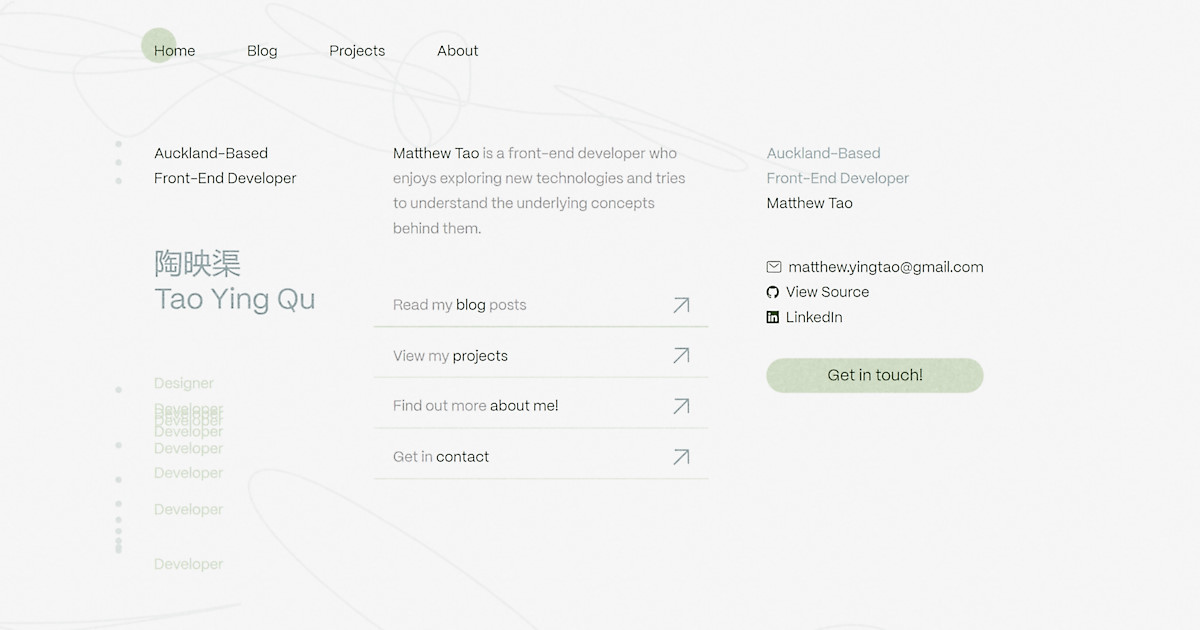 Home
Blog
Projects
About
Auckland-Based
Front-End Developer
陶映渠
Tao Ying Qu
Designer
Developer
Developer
Developer
Developer
Developer
Developer
Developer
Developer
Matthew Tao is a front-end developer who
enjoys exploring new technologies and tries
to understand the underlying concepts
behind them.
Read my blog posts
View my projects
Find out more about me!
Get in contact
Auckland-Based
Front-End Developer
Matthew Tao
matthew.yingtao@gmail.com
View Source
LinkedIn
Get in touch!